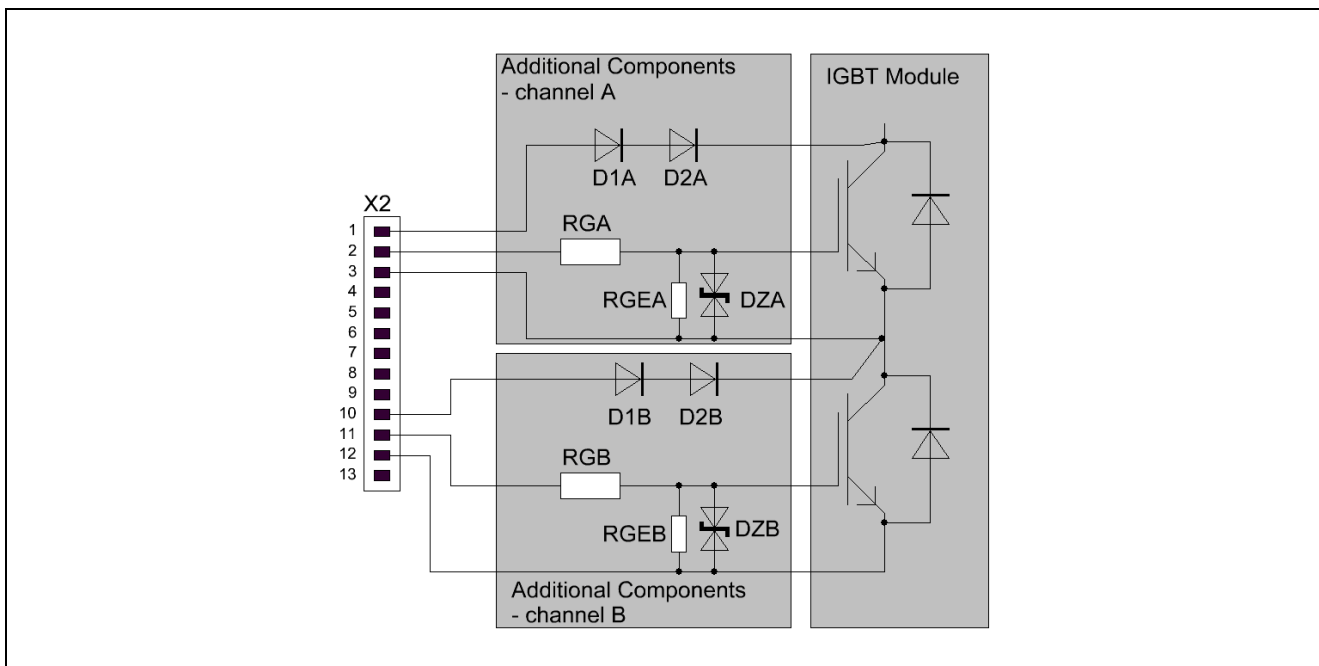 Additional Components
- channel A
IGBT Module
D1A D2A
X2
RGA
1
2
3
4
5
6
7
8
9
10
11
12
13
RGEA DZA
D1B D2B
RGB
RGEB DZB
Additional Components
- channel B